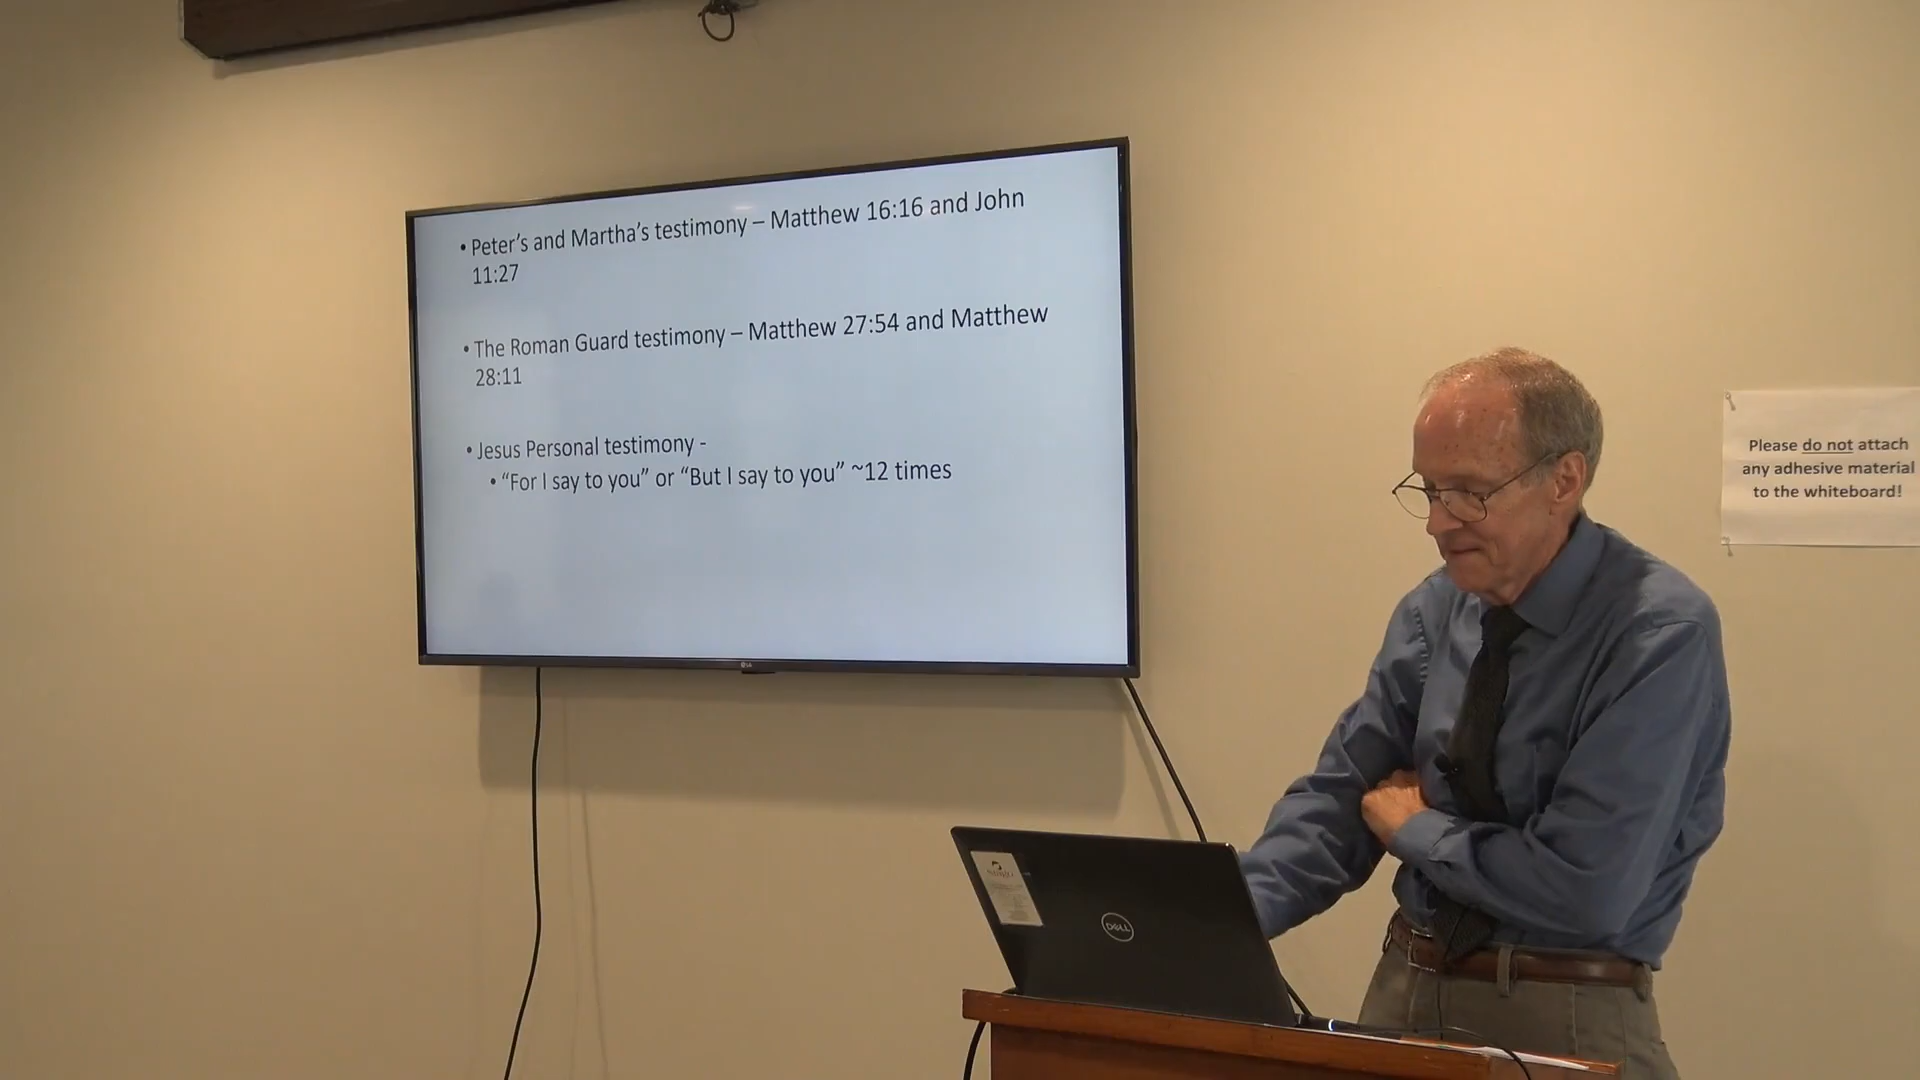 • Peter's and Martha's testimony – Matthew 16:16 and John
11:27
• The Roman Guard testimony – Matthew 27:54 and Matthew
28:11
• Jesus Personal testimony -
• “For I say to you” or “But I say to you” ~12 times
LG
Please do not attach
any adhesive material
to the whiteboard!
DELL